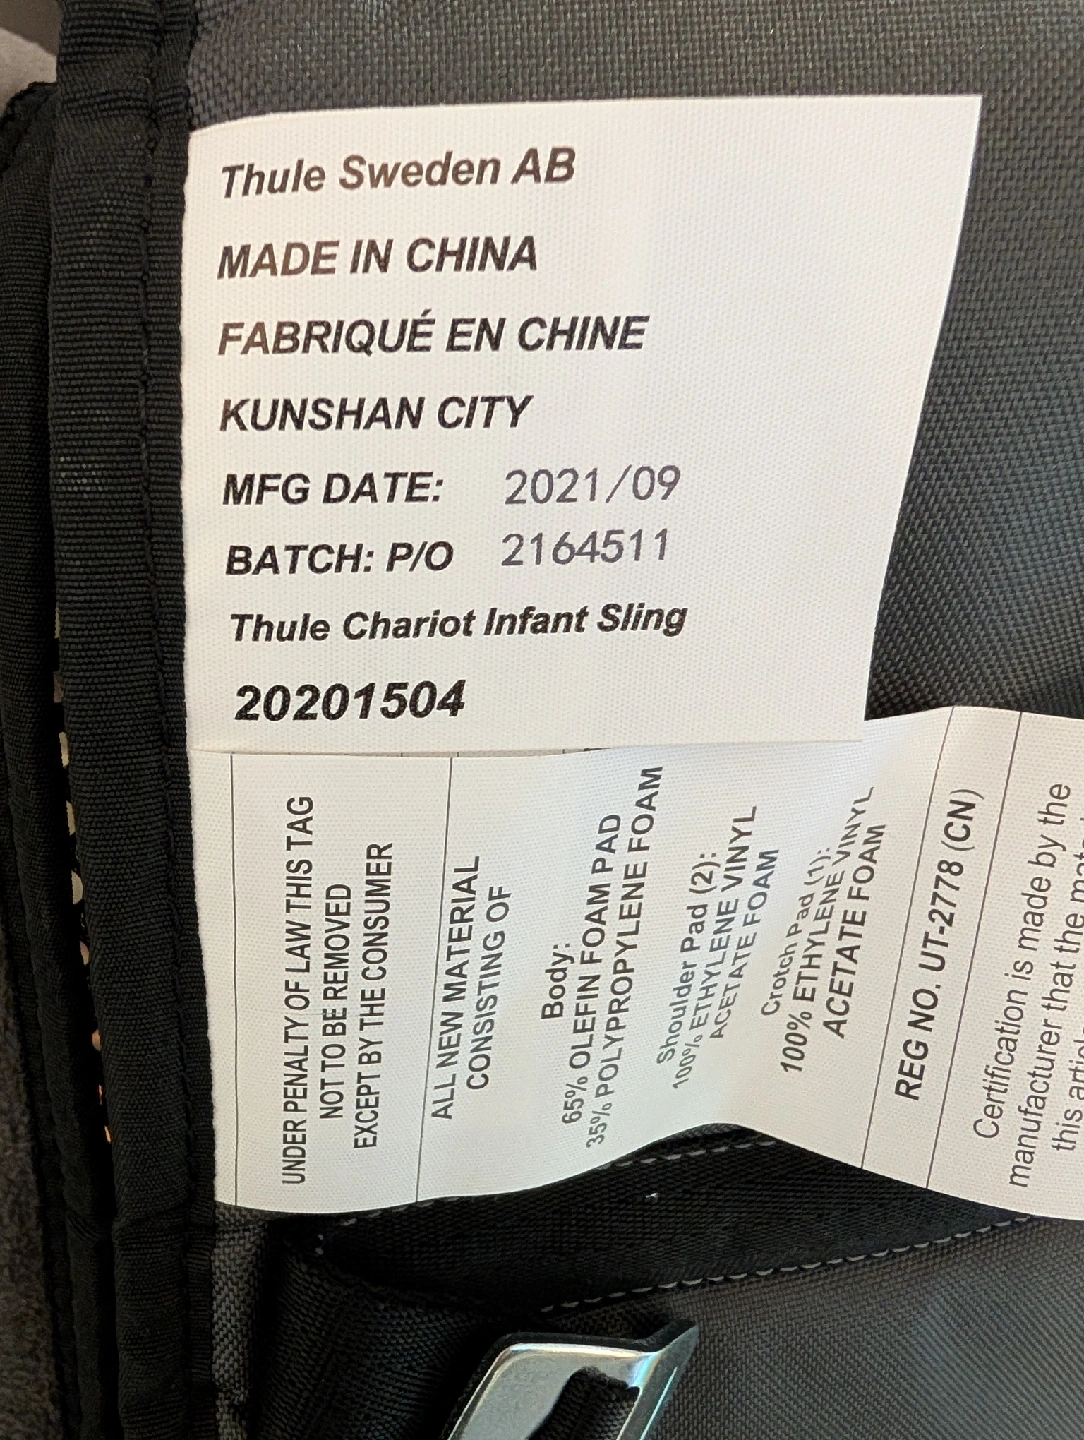 Thule Sweden AB
MADE IN CHINA
FABRIQUÉ EN CHINE
KUNSHAN CITY
MFG DATE: 2021/09
BATCH: P/O 2164511
Thule Chariot Infant Sling
20201504
UNDER PENALTY OF LAW THIS TAG
NOT TO BE REMOVED
EXCEPT BY THE CONSUMER
ALL NEW MATERIAL
CONSISTING OF
Body:
65% OLEFIN FOAM PAD
35% POLYPROPYLENE FOAM
Shoulder Pad (2):
100% ETHYLENE VINYL
ACETATE FOAM
Crotch Pad (1):
100% ETHYLENE VINYL
ACETATE FOAM
REG NO. UT-2778 (CN)
Certification is made by the
manufacturer that the
this